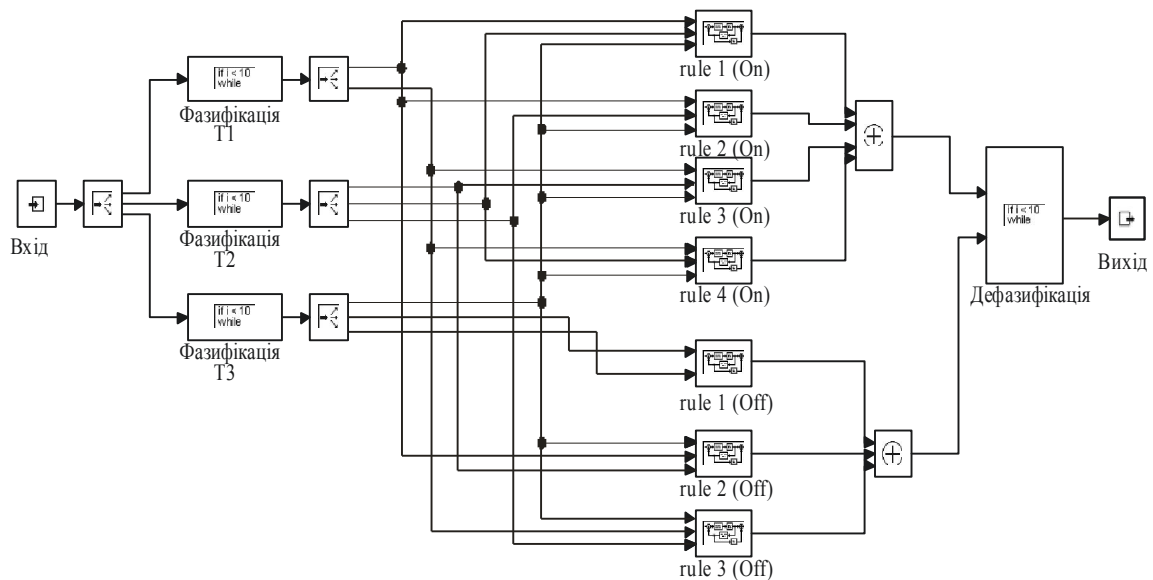 rule 1 (On)
if i < 10
while
Фазифікація
T1
rule 2 (On)
if i < 10
while
Вхід
Фазифікація
T2
rule 3 (On)
if i < 10
while
Вихід
rule 4 (On)
Дефазифікація
if i < 10
while
Фазифікація
T3
rule 1 (Off)
rule 2 (Off)
rule 3 (Off)